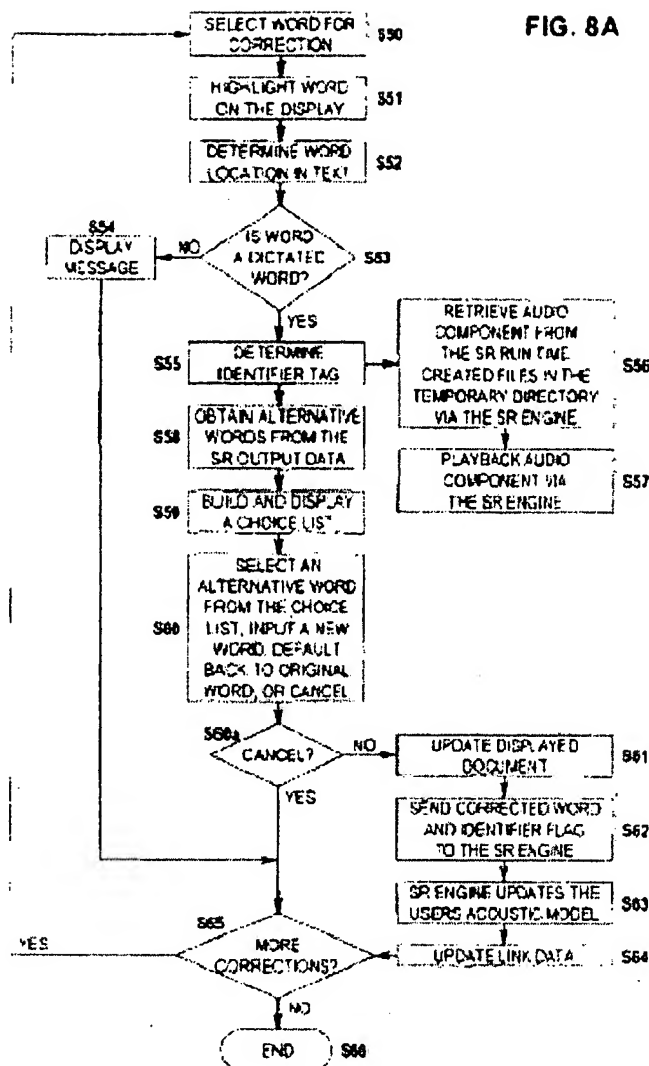 FIG. 8A
SELECT WORD FOR
CORRECTION
S50
HIGHLIGHT WORD
ON THE DISPLAY
S51
DETERMINE WORD
LOCATION IN TEXT
S52
IS WORD
A DICTATED
WORD?
S53
NO
S54
DISPLAY
MESSAGE
YES
S55
DETERMINE
IDENTIFIER TAG
RETRIEVE AUDIO
COMPONENT FROM
THE SR RUN TIME
CREATED FILES IN THE
TEMPORARY DIRECTORY
VIA THE SR ENGINE
S56
PLAYBACK AUDIO
COMPONENT VIA
THE SR ENGINE
S57
S58
OBTAIN ALTERNATIVE
WORDS FROM THE
SR OUTPUT DATA
S59
BUILD AND DISPLAY
A CHOICE LIST
S60
SELECT AN
ALTERNATIVE WORD
FROM THE CHOICE
LIST, INPUT A NEW
WORD, DEFAULT
BACK TO ORIGINAL
WORD, OR CANCEL
S60a
CANCEL?
NO
YES
UPDATE DISPLAYED
DOCUMENT
S61
SEND CORRECTED WORD
AND IDENTIFIER FLAG
TO THE SR ENGINE
S62
SR ENGINE UPDATES THE
USERS ACOUSTIC MODEL
S63
UPDATE LINK DATA
S64
S65
MORE
CORRECTIONS?
YES
NO
END
S66